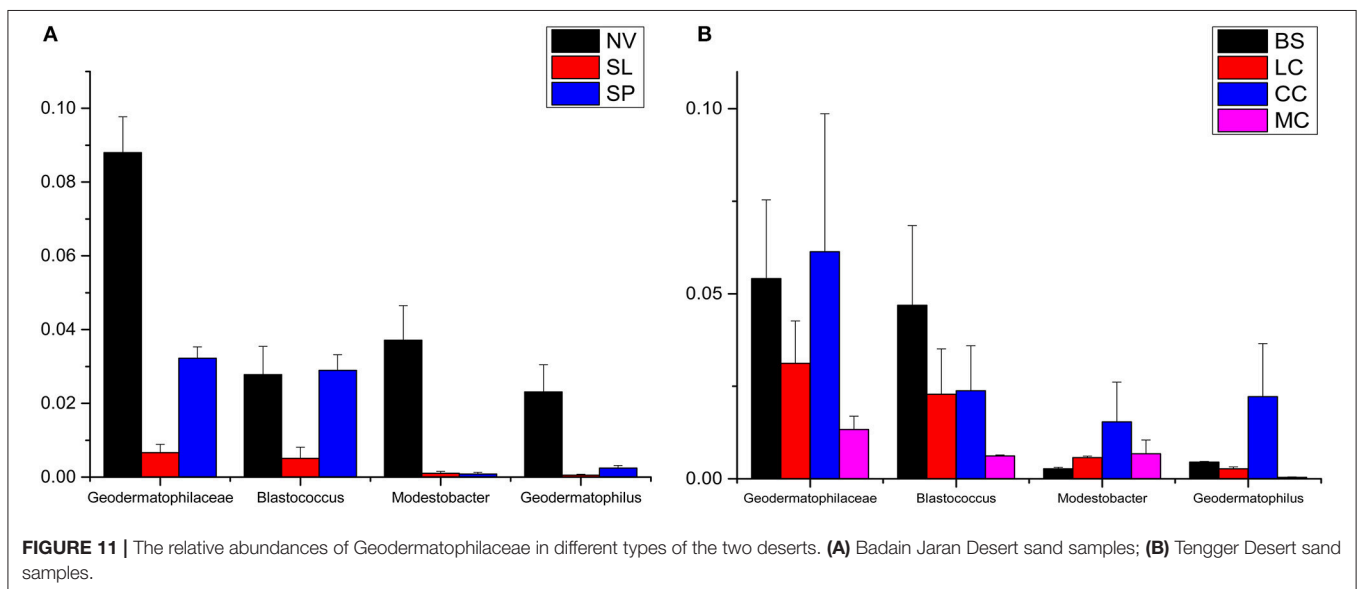 A
NV
SL
SP
0.10
0.08
0.06
0.04
0.02
0.00
Geodermatophilaceae Blastococcus Modestobacter Geodermatophilus
B
BS
LC
CC
MC
0.10
0.05
0.00
Geodermatophilaceae Blastococcus Modestobacter Geodermatophilus
FIGURE 11 | The relative abundances of Geodermatophilaceae in different types of the two deserts. (A) Badain Jaran Desert sand samples; (B) Tengger Desert sand
samples.